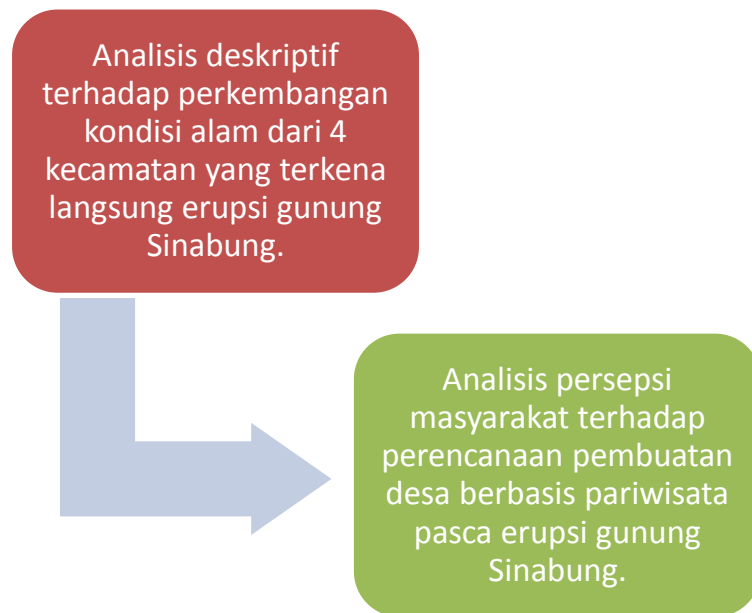 Analisis deskriptif
terhadap perkembangan
kondisi alam dari 4
kecamatan yang terkena
langsung erupsi gunung
Sinabung.
Analisis persepsi
masyarakat terhadap
perencanaan pembuatan
desa berbasis pariwisata
pasca erupsi gunung
Sinabung.